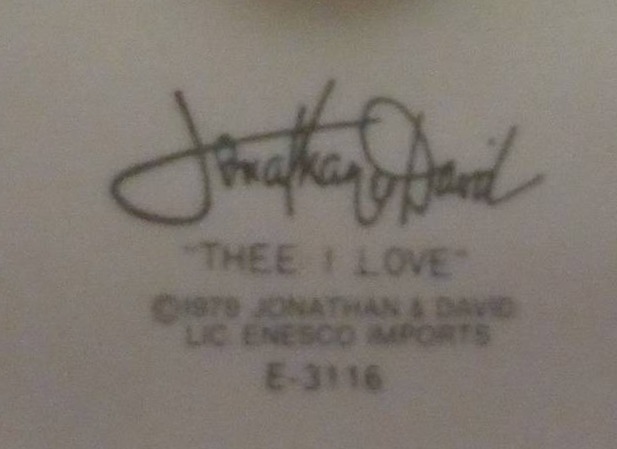 Jonathan & David
"THEE I LOVE"
©1979 JONATHAN & DAVID
LIC ENESCO IMPORTS
E-3116